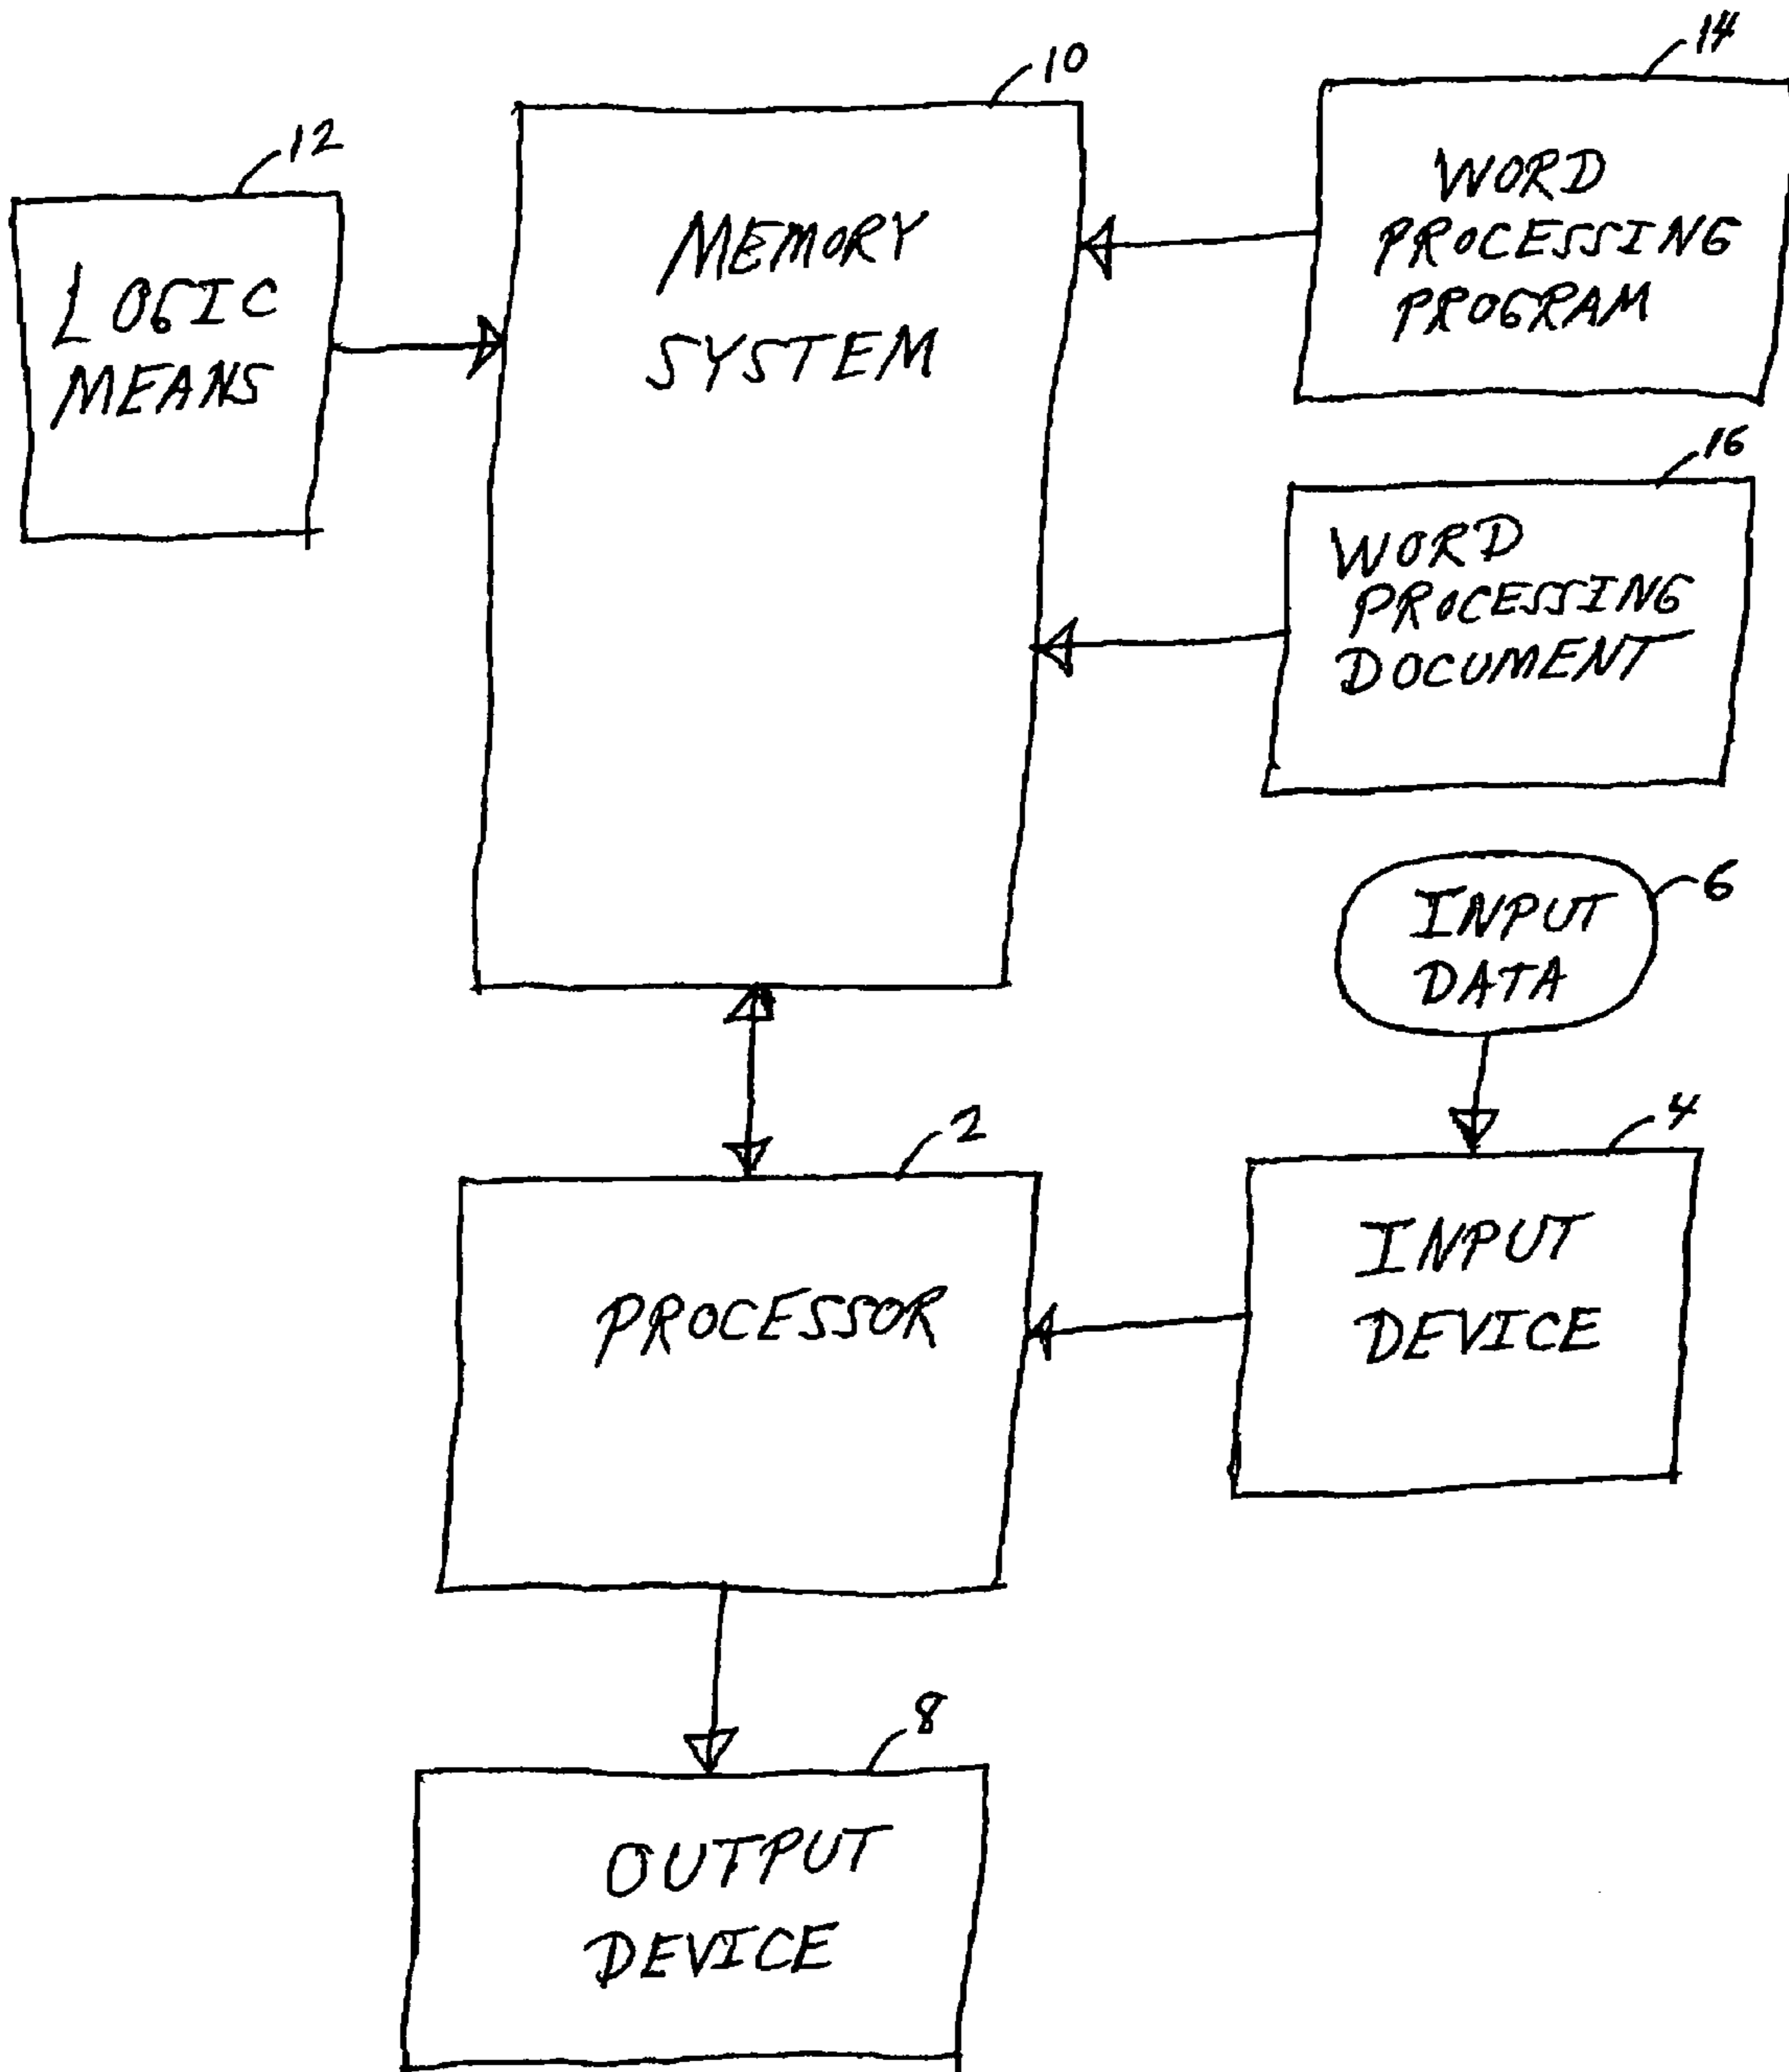 14
10
12
WORD
PROCESSING
PROGRAM
MEMORY
SYSTEM
LOGIC
MEANS
16
WORD
PROCESSING
DOCUMENT
6
INPUT
DATA
2
4
INPUT
DEVICE
PROCESSOR
8
OUTPUT
DEVICE